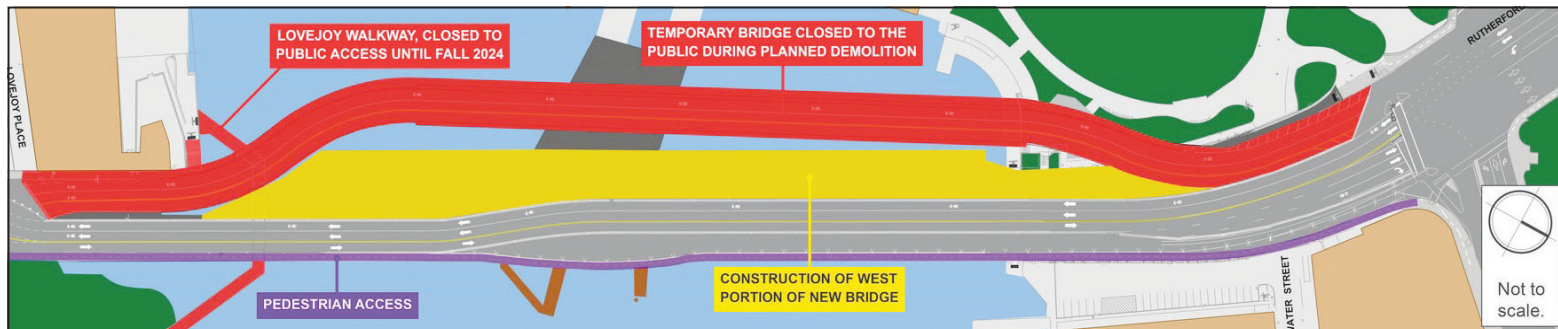 LOVEJOY PLACE
LOVEJOY WALKWAY, CLOSED TO
PUBLIC ACCESS UNTIL FALL 2024
TEMPORARY BRIDGE CLOSED TO THE
PUBLIC DURING PLANNED DEMOLITION
RUTHERFORD
PEDESTRIAN ACCESS
CONSTRUCTION OF WEST
PORTION OF NEW BRIDGE
WATER STREET
Not to
scale.